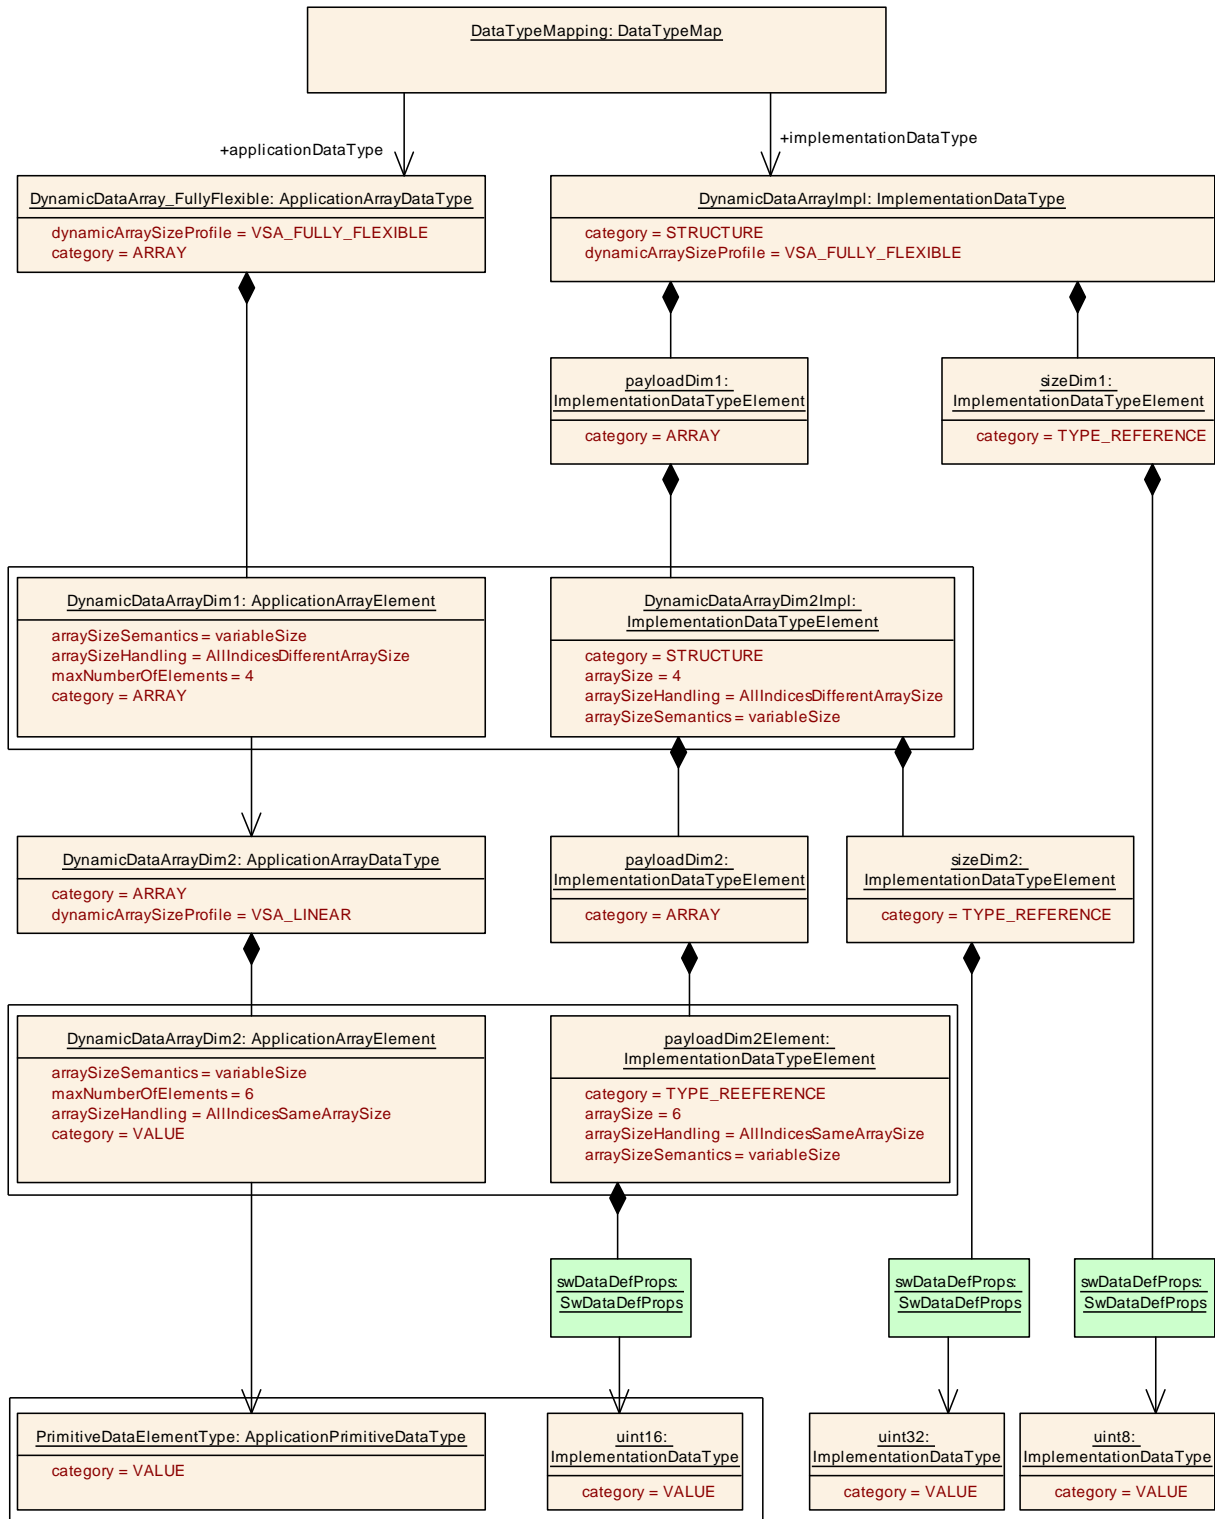 DataTypeMapping: DataTypeMap
+applicationDataType
+implementationDataType
DynamicDataArray_FullyFlexible: ApplicationArrayDataType
dynamicArraySizeProfile = VSA_FULLY_FLEXIBLE
category = ARRAY
DynamicDataArrayImpl: ImplementationDataType
category = STRUCTURE
dynamicArraySizeProfile = VSA_FULLY_FLEXIBLE
payloadDim1:
ImplementationDataTypeElement
category = ARRAY
sizeDim1:
ImplementationDataTypeElement
category = TYPE_REFERENCE
DynamicDataArrayDim1: ApplicationArrayElement
arraySizeSemantics = variableSize
arraySizeHandling = AllIndicesDifferentArraySize
maxNumberOfElements = 4
category = ARRAY
DynamicDataArrayDim2Impl:
ImplementationDataTypeElement
category = STRUCTURE
arraySize = 4
arraySizeHandling = AllIndicesDifferentArraySize
arraySizeSemantics = variableSize
DynamicDataArrayDim2: ApplicationArrayDataType
category = ARRAY
dynamicArraySizeProfile = VSA_LINEAR
payloadDim2:
ImplementationDataTypeElement
category = ARRAY
sizeDim2:
ImplementationDataTypeElement
category = TYPE_REFERENCE
DynamicDataArrayDim2: ApplicationArrayElement
arraySizeSemantics = variableSize
maxNumberOfElements = 6
arraySizeHandling = AllIndicesSameArraySize
category = VALUE
payloadDim2Element:
ImplementationDataTypeElement
category = TYPE_REEFERENCE
arraySize = 6
arraySizeHandling = AllIndicesSameArraySize
arraySizeSemantics = variableSize
swDataDefProps:
SwDataDefProps
swDataDefProps:
SwDataDefProps
swDataDefProps:
SwDataDefProps
PrimitiveDataElementType: ApplicationPrimitiveDataType
category = VALUE
uint16:
ImplementationDataType
category = VALUE
uint32:
ImplementationDataType
category = VALUE
uint8:
ImplementationDataType
category = VALUE